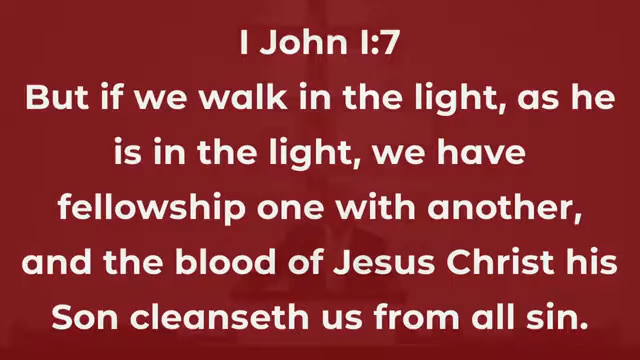 I John I:7
But if we walk in the light, as he
is in the light, we have
fellowship one with another,
and the blood of Jesus Christ his
Son cleanseth us from all sin.